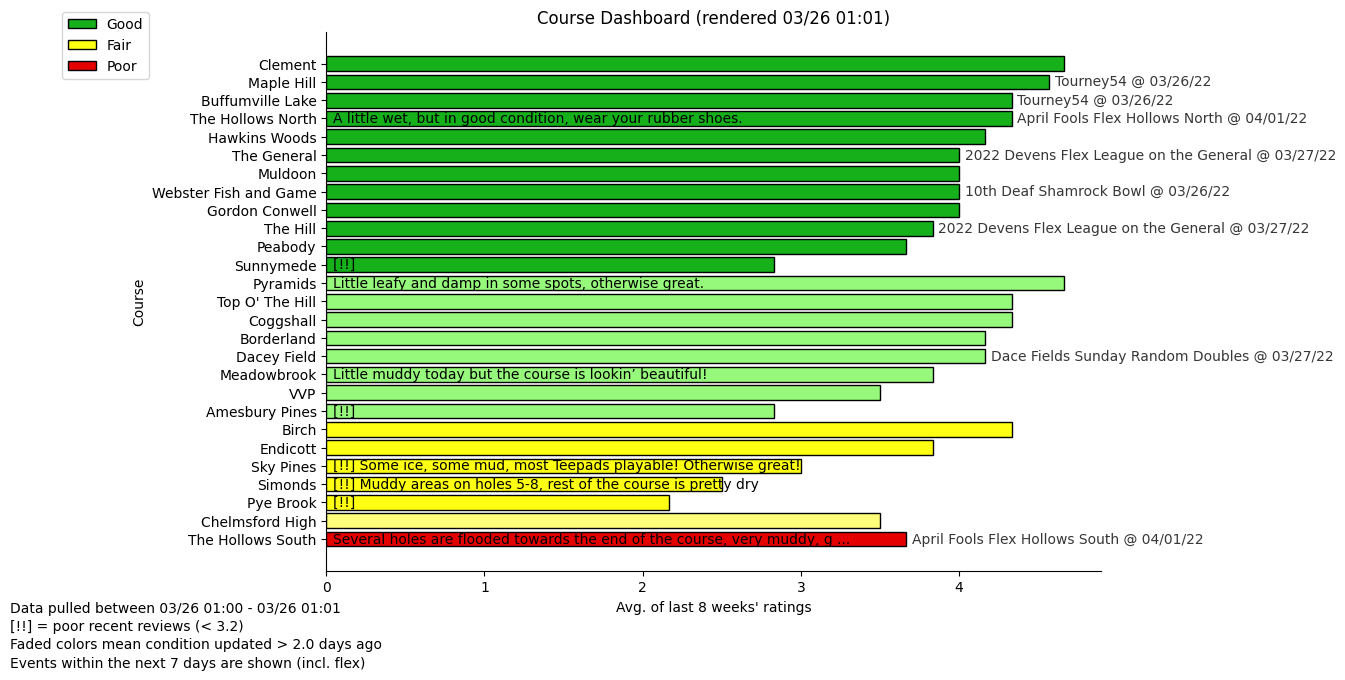 Course Dashboard (rendered 03/26 01:01)
Good
Fair
Poor
Course
Clement
Maple Hill Tourney54 @ 03/26/22
Buffumville Lake Tourney54 @ 03/26/22
The Hollows North A little wet, but in good condition, wear your rubber shoes. April Fools Flex Hollows North @ 04/01/22
Hawkins Woods
The General 2022 Devens Flex League on the General @ 03/27/22
Muldoon
Webster Fish and Game 10th Deaf Shamrock Bowl @ 03/26/22
Gordon Conwell
The Hill 2022 Devens Flex League on the General @ 03/27/22
Peabody
Sunnymede [!!]
Pyramids Little leafy and damp in some spots, otherwise great.
Top O' The Hill
Coggshall
Borderland
Dacey Field Dace Fields Sunday Random Doubles @ 03/27/22
Meadowbrook Little muddy today but the course is lookin’ beautiful!
VVP
Amesbury Pines [!!]
Birch
Endicott
Sky Pines [!!] Some ice, some mud, most Teepads playable! Otherwise great!
Simonds [!!] Muddy areas on holes 5-8, rest of the course is pretty dry
Pye Brook [!!]
Chelmsford High
The Hollows South Several holes are flooded towards the end of the course, very muddy, g ... April Fools Flex Hollows South @ 04/01/22
0 1 2 3 4
Avg. of last 8 weeks' ratings
Data pulled between 03/26 01:00 - 03/26 01:01
[!!] = poor recent reviews (< 3.2)
Faded colors mean condition updated > 2.0 days ago
Events within the next 7 days are shown (incl. flex)